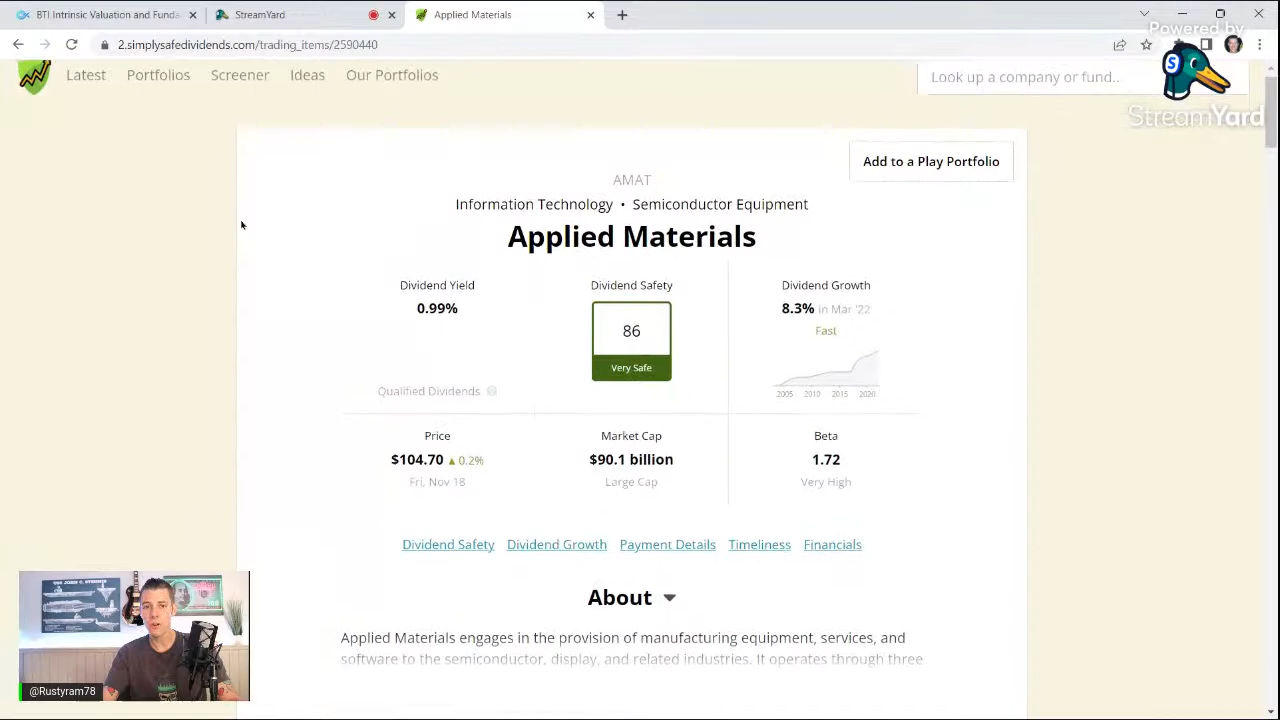 BTI Intrinsic Valuation and Funda
StreamYard
Applied Materials
2.simplysafedividends.com/trading_items/2590440
Powered by
StreamYard
Latest
Portfolios
Screener
Ideas
Our Portfolios
Look up a company or fund..
Add to a Play Portfolio
AMAT
Information Technology • Semiconductor Equipment
Applied Materials
Dividend Yield
0.99%
Qualified Dividends
Dividend Safety
86
Very Safe
Dividend Growth
8.3% in Mar '22
Fast
2005 2010 2015 2020
Price
$104.70 ▲ 0.2%
Fri, Nov 18
Market Cap
$90.1 billion
Large Cap
Beta
1.72
Very High
Dividend Safety
Dividend Growth
Payment Details
Timeliness
Financials
About
Applied Materials engages in the provision of manufacturing equipment, services, and
software to the semiconductor, display, and related industries. It operates through three
@Rustyram78